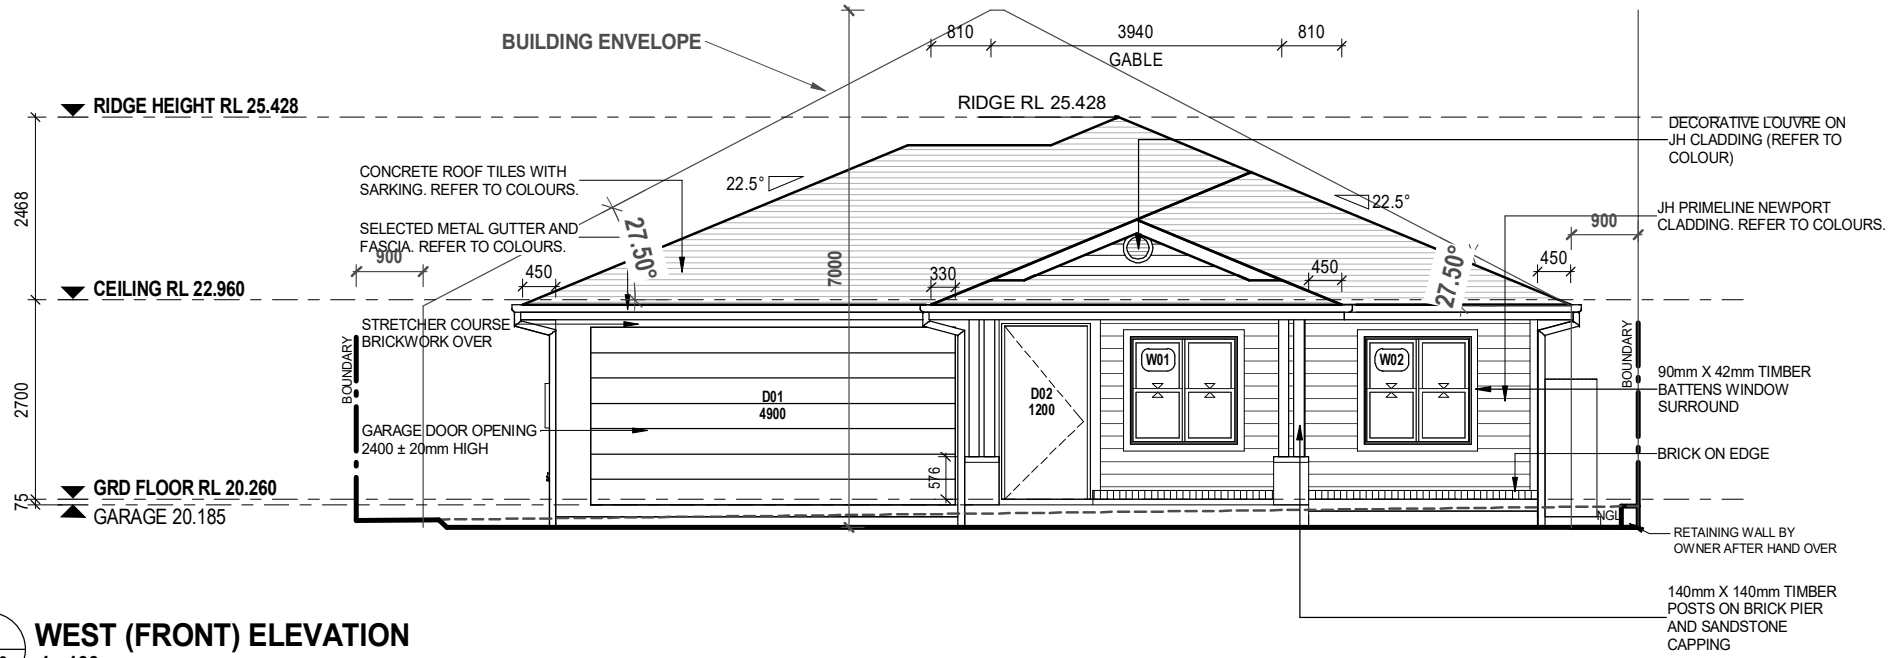 810
3940
810
GABLE
BUILDING ENVELOPE
RIDGE HEIGHT RL 25.428
RIDGE RL 25.428
DECORATIVE LOUVRE ON
JH CLADDING (REFER TO
COLOUR)
CONCRETE ROOF TILES WITH
SARKING. REFER TO COLOURS.
22.5°
22.5°
2468
SELECTED METAL GUTTER AND
FASCIA. REFER TO COLOURS.
27.50°
JH PRIMELINE NEWPORT
CLADDING. REFER TO COLOURS.
900
900
450
7000
330
450
27.50°
450
CEILING RL 22.960
STRETCHER COURSE
BRICKWORK OVER
BOUNDARY
BOUNDARY
W01
W02
90mm X 42mm TIMBER
BATTENS WINDOW
SURROUND
2700
D01
4900
D02
1200
GARAGE DOOR OPENING
2400 ± 20mm HIGH
BRICK ON EDGE
576
GRD FLOOR RL 20.260
75
GARAGE 20.185
NGL
RETAINING WALL BY
OWNER AFTER HAND OVER
140mm X 140mm TIMBER
POSTS ON BRICK PIER
AND SANDSTONE
CAPPING
WEST (FRONT) ELEVATION